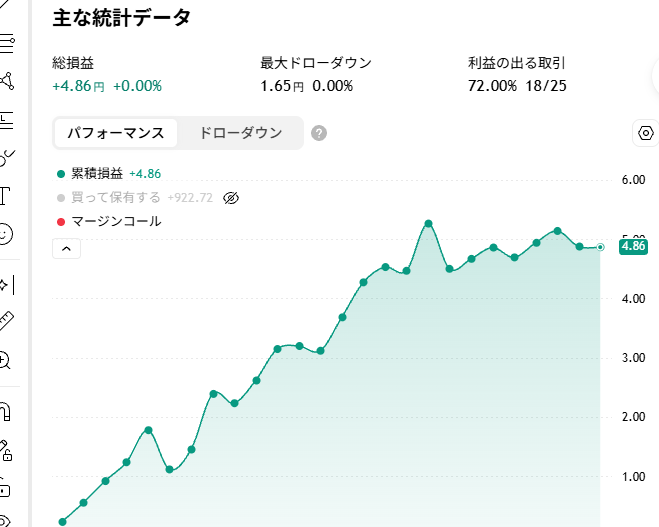 主な統計データ
総損益 最大ドローダウン 利益の出る取引
+4.86円 +0.00% 1.65円 0.00% 72.00% 18/25
パフォーマンス ドローダウン ?
累積損益 +4.86
6.00
買って保有する +922.72
マージンコール
5.00
4.86
4.00
3.00
2.00
1.00